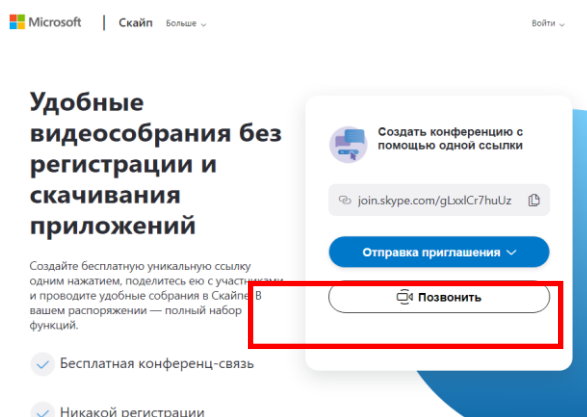 Microsoft
Скайп
Больше
Войти
Удобные
видеособрания без
регистрации и
скачивания
приложений
Создайте бесплатную уникальную ссылку
одним нажатием, поделитесь ею с участниками
и проводите удобные собрания в Скайпе. В
вашем распоряжении — полный набор
функций.
Бесплатная конференц-связь
Никакой регистрации
Создать конференцию с
помощью одной ссылки
join.skype.com/gLxxlCr7huUz
Отправка приглашения
Позвонить